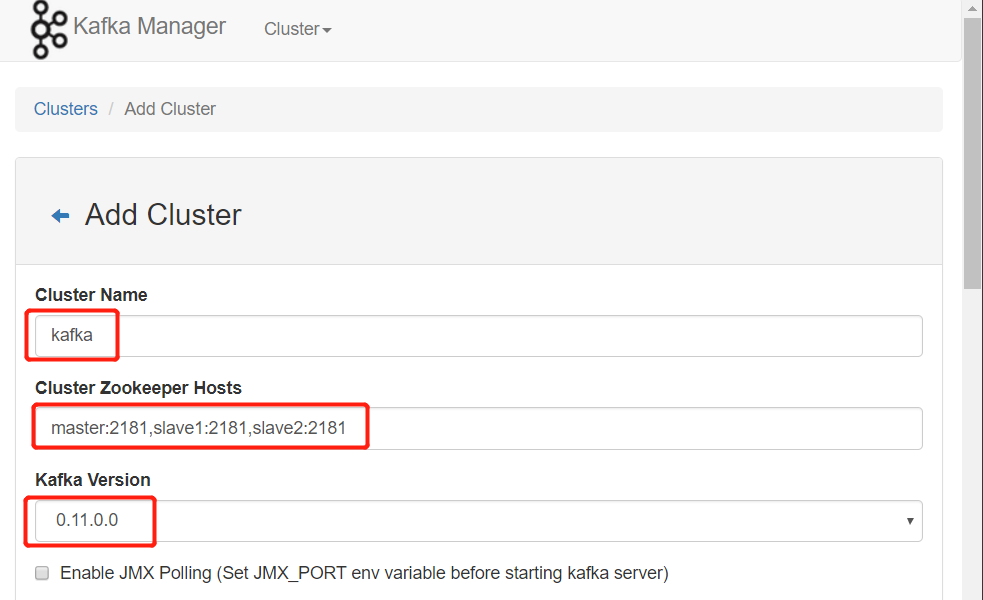 Kafka Manager Cluster
Clusters / Add Cluster
Add Cluster
Cluster Name
kafka
Cluster Zookeeper Hosts
master:2181,slave1:2181,slave2:2181
Kafka Version
0.11.0.0
Enable JMX Polling (Set JMX_PORT env variable before starting kafka server)